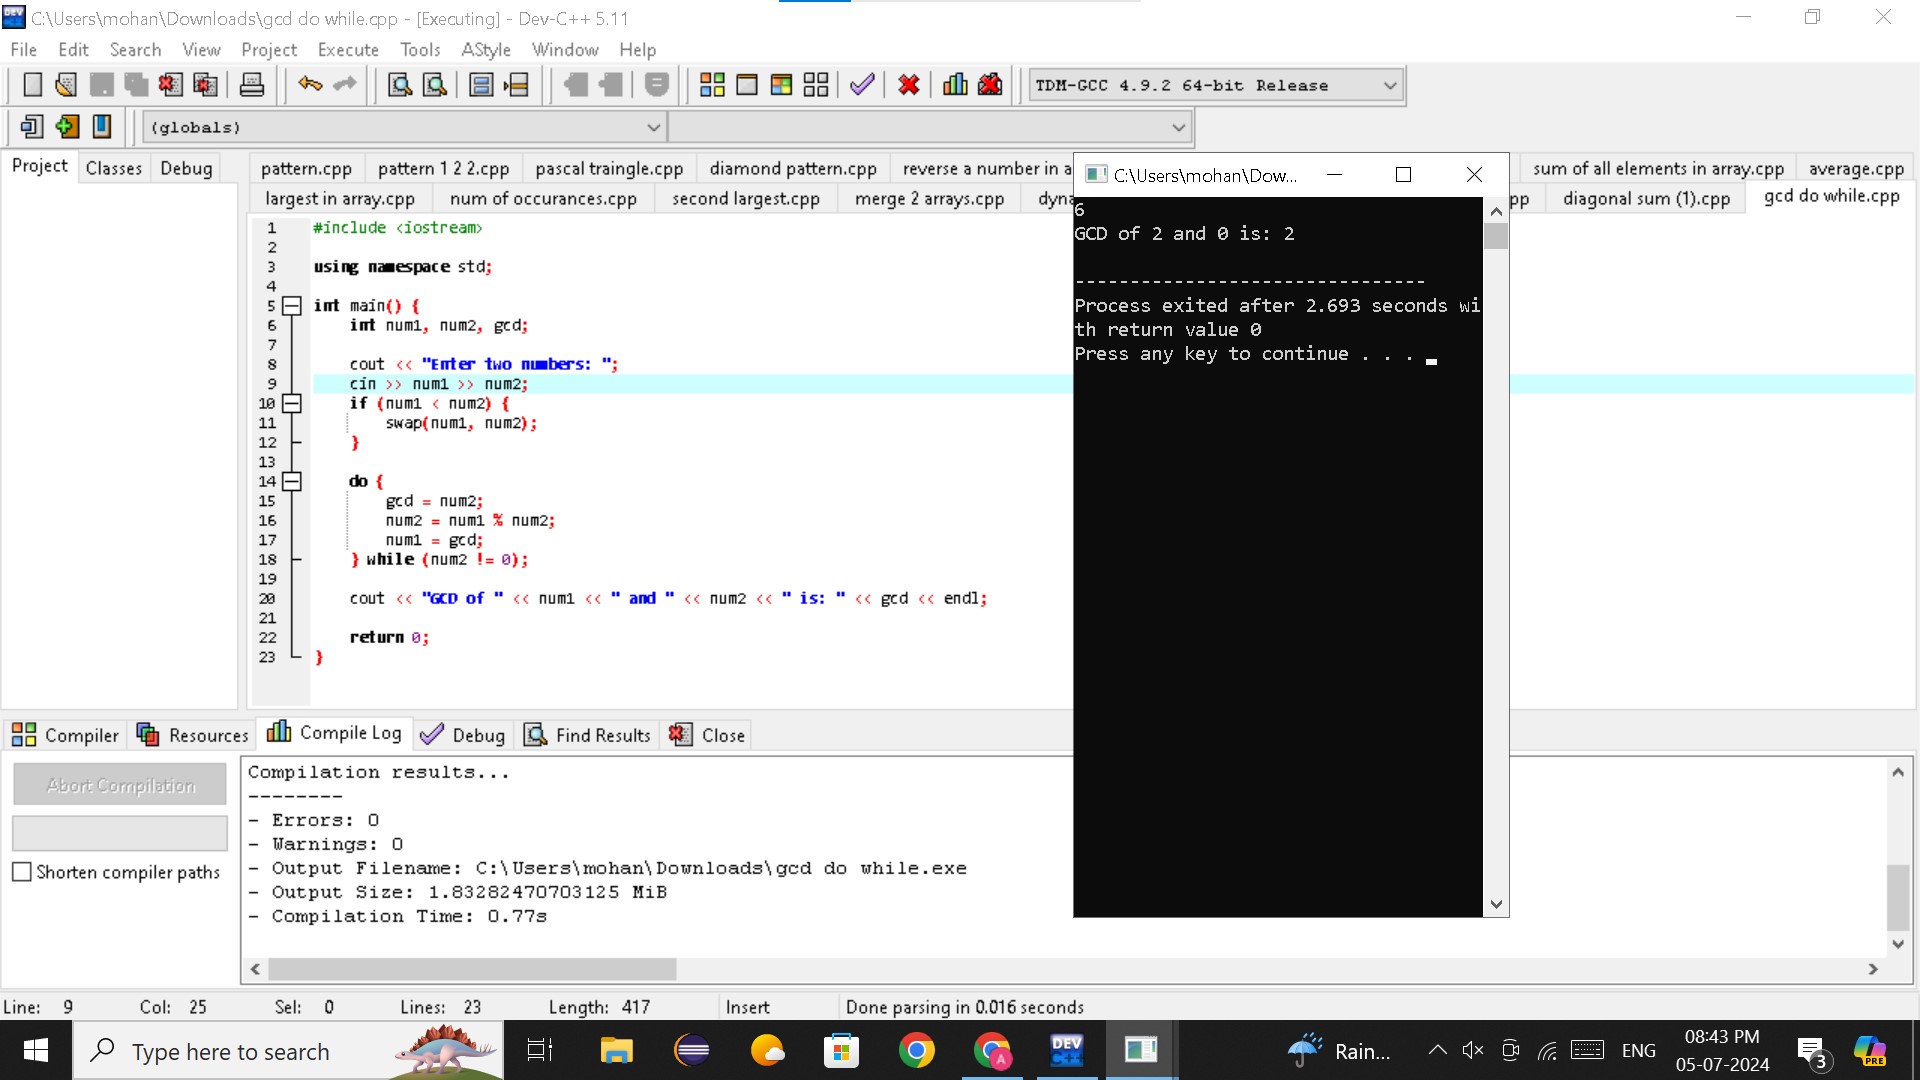 C:\Users\mohan\Downloads\gcd do while.cpp - [Executing] - Dev-C++ 5.11
File Edit Search View Project Execute Tools AStyle Window Help
TDM-GCC 4.9.2 64-bit Release
(globals)
Project Classes Debug
pattern.cpp pattern 1 2 2.cpp pascal traingle.cpp diamond pattern.cpp reverse a number in a sum of all elements in array.cpp average.cpp
largest in array.cpp num of occurances.cpp second largest.cpp merge 2 arrays.cpp dyna pp diagonal sum (1).cpp gcd do while.cpp
1 #include <iostream>
2
3 using namespace std;
4
5 int main() {
6 int num1, num2, gcd;
7
8 cout << "Enter two numbers: ";
9 cin >> num1 >> num2;
10 if (num1 < num2) {
11 swap(num1, num2);
12 }
13
14 do {
15 gcd = num2;
16 num2 = num1 % num2;
17 num1 = gcd;
18 } while (num2 != 0);
19
20 cout << "GCD of " << num1 << " and " << num2 << " is: " << gcd << endl;
21
22 return 0;
23 }
C:\Users\mohan\Dow...
6
GCD of 2 and 0 is: 2
--------------------------------
Process exited after 2.693 seconds wi
th return value 0
Press any key to continue . . .
Compiler Resources Compile Log Debug Find Results Close
Abort Compilation
Shorten compiler paths
Compilation results...
--------
- Errors: 0
- Warnings: 0
- Output Filename: C:\Users\mohan\Downloads\gcd do while.exe
- Output Size: 1.83282470703125 MiB
- Compilation Time: 0.77s
Line: 9 Col: 25 Sel: 0 Lines: 23 Length: 417 Insert Done parsing in 0.016 seconds
Type here to search
DEV
C++
Rain...
ENG
08:43 PM
05-07-2024
3
PRE